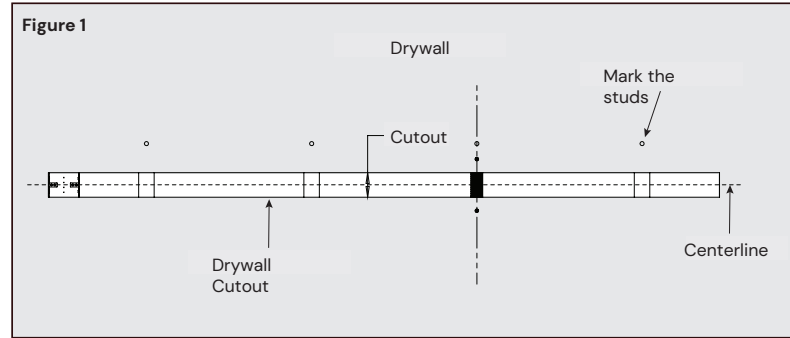 Figure 1
Drywall
Mark the
studs
Cutout
Centerline
Drywall
Cutout